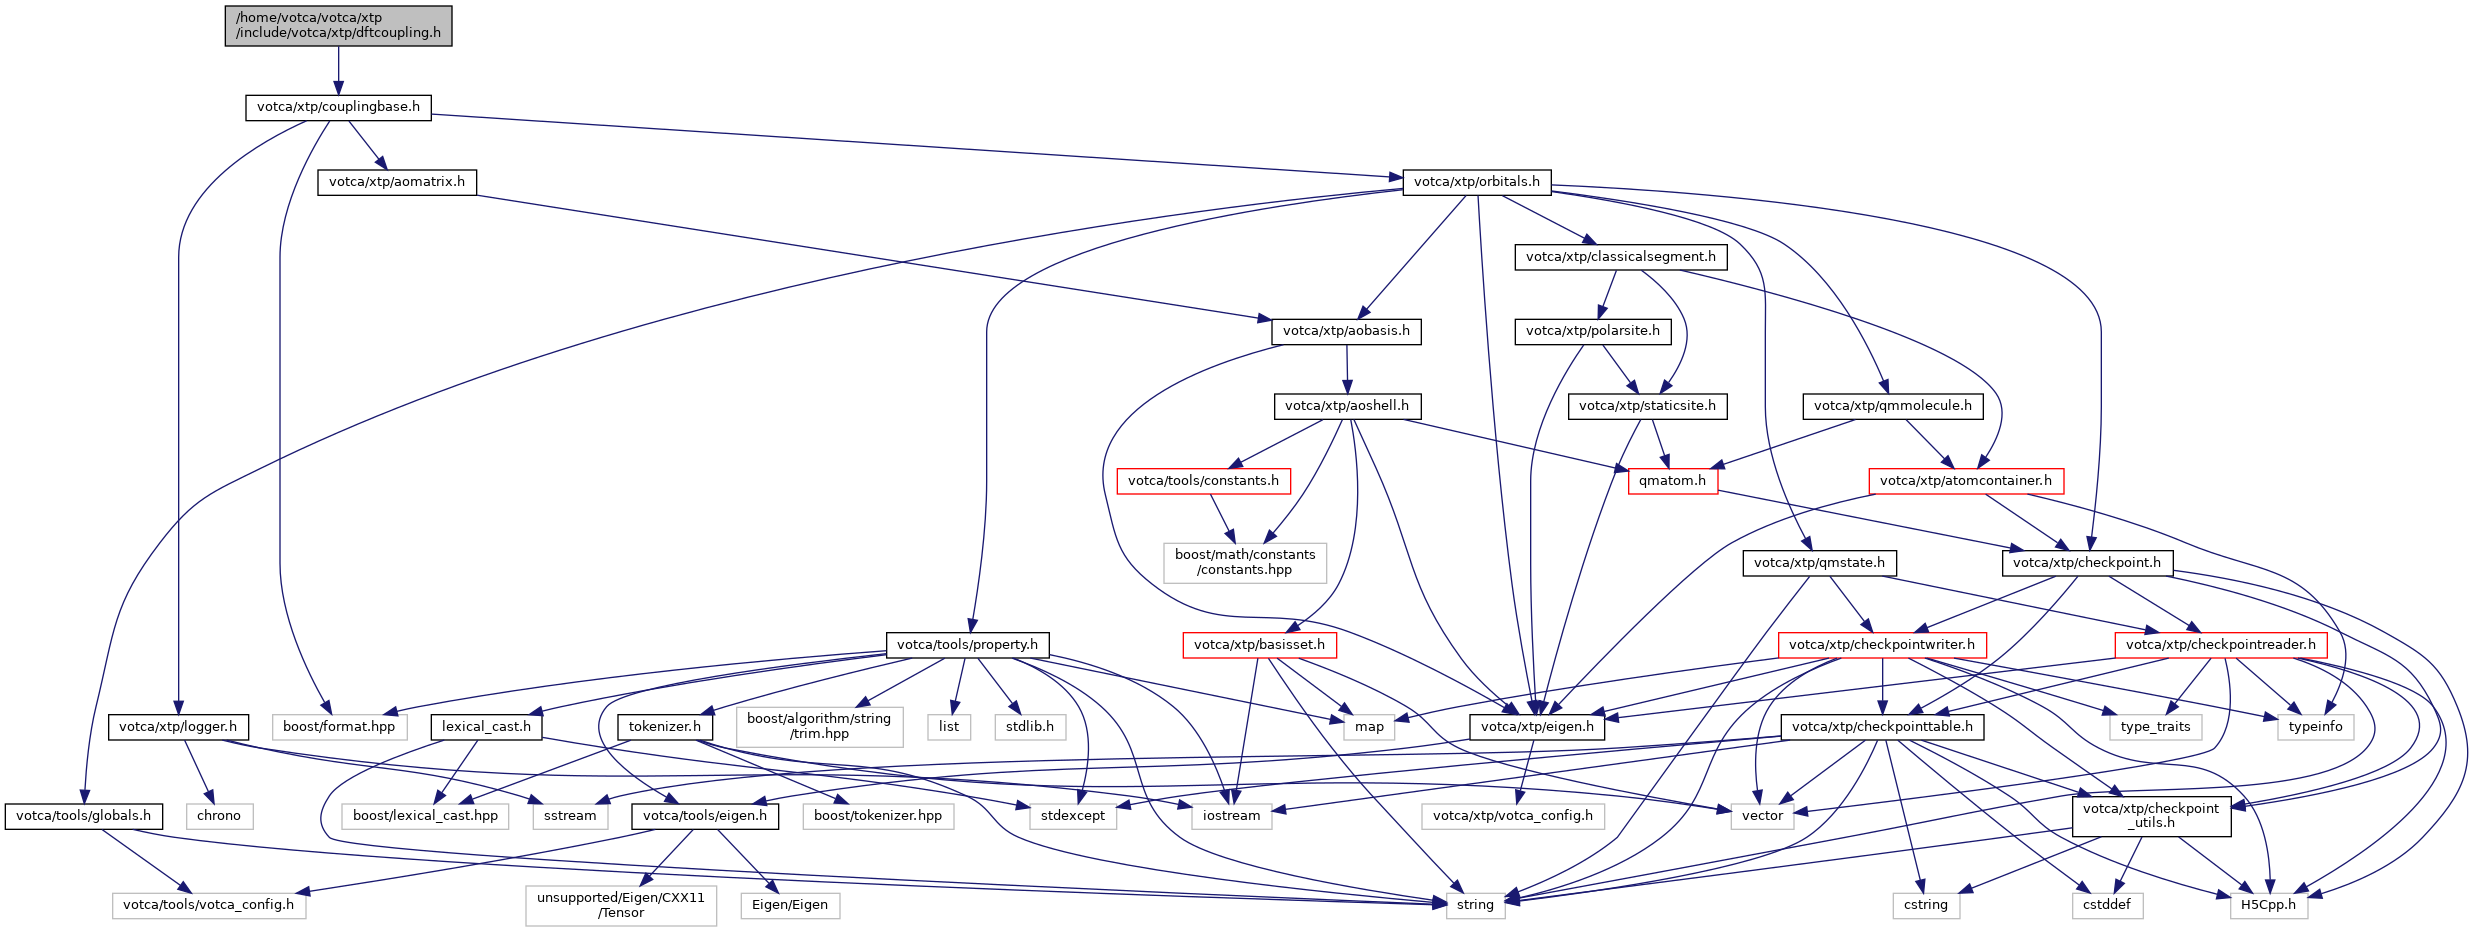 /home/votca/votca/xtp
/include/votca/xtp/dftcoupling.h
votca/xtp/couplingbase.h
votca/xtp/aomatrix.h
votca/xtp/orbitals.h
votca/xtp/classicalsegment.h
votca/xtp/aobasis.h
votca/xtp/polarsite.h
votca/xtp/aoshell.h
votca/xtp/staticsite.h
votca/xtp/qmmolecule.h
votca/tools/constants.h
qmatom.h
votca/xtp/atomcontainer.h
boost/math/constants
/constants.hpp
votca/xtp/qmstate.h
votca/xtp/checkpoint.h
votca/tools/property.h
votca/xtp/basisset.h
votca/xtp/checkpointwriter.h
votca/xtp/checkpointreader.h
votca/xtp/logger.h
boost/format.hpp
lexical_cast.h
tokenizer.h
boost/algorithm/string
/trim.hpp
list
stdlib.h
map
votca/xtp/eigen.h
votca/xtp/checkpointtable.h
type_traits
typeinfo
votca/tools/globals.h
chrono
boost/lexical_cast.hpp
sstream
votca/tools/eigen.h
boost/tokenizer.hpp
stdexcept
iostream
votca/xtp/votca_config.h
vector
votca/xtp/checkpoint
_utils.h
votca/tools/votca_config.h
unsupported/Eigen/CXX11
/Tensor
Eigen/Eigen
string
cstring
cstddef
H5Cpp.h